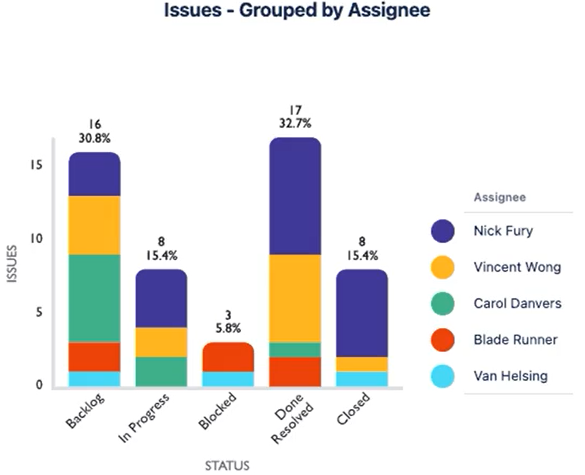 Issues - Grouped by Assignee
17
32.7%
16
30.8%
15
8
15.4%
8
15.4%
10
3
5.8%
5
0
ISSUES
Backlog
In Progress
Blocked
Done
Resolved
Closed
STATUS
Assignee
Nick Fury
Vincent Wong
Carol Danvers
Blade Runner
Van Helsing